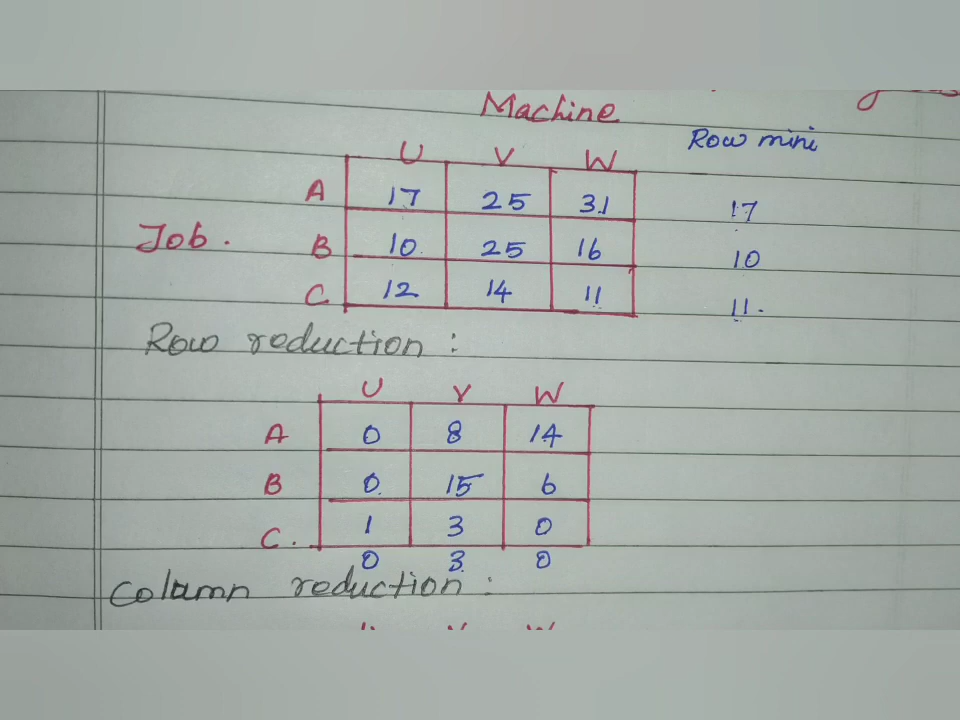 Machine
Row mini
U V W
A 17 25 31 17
Job. B 10 25 16 10
C 12 14 11 11.
Row reduction :
U V W
A 0 8 14
B 0 15 6
C. 1 3 0
0 3 0
Column reduction :